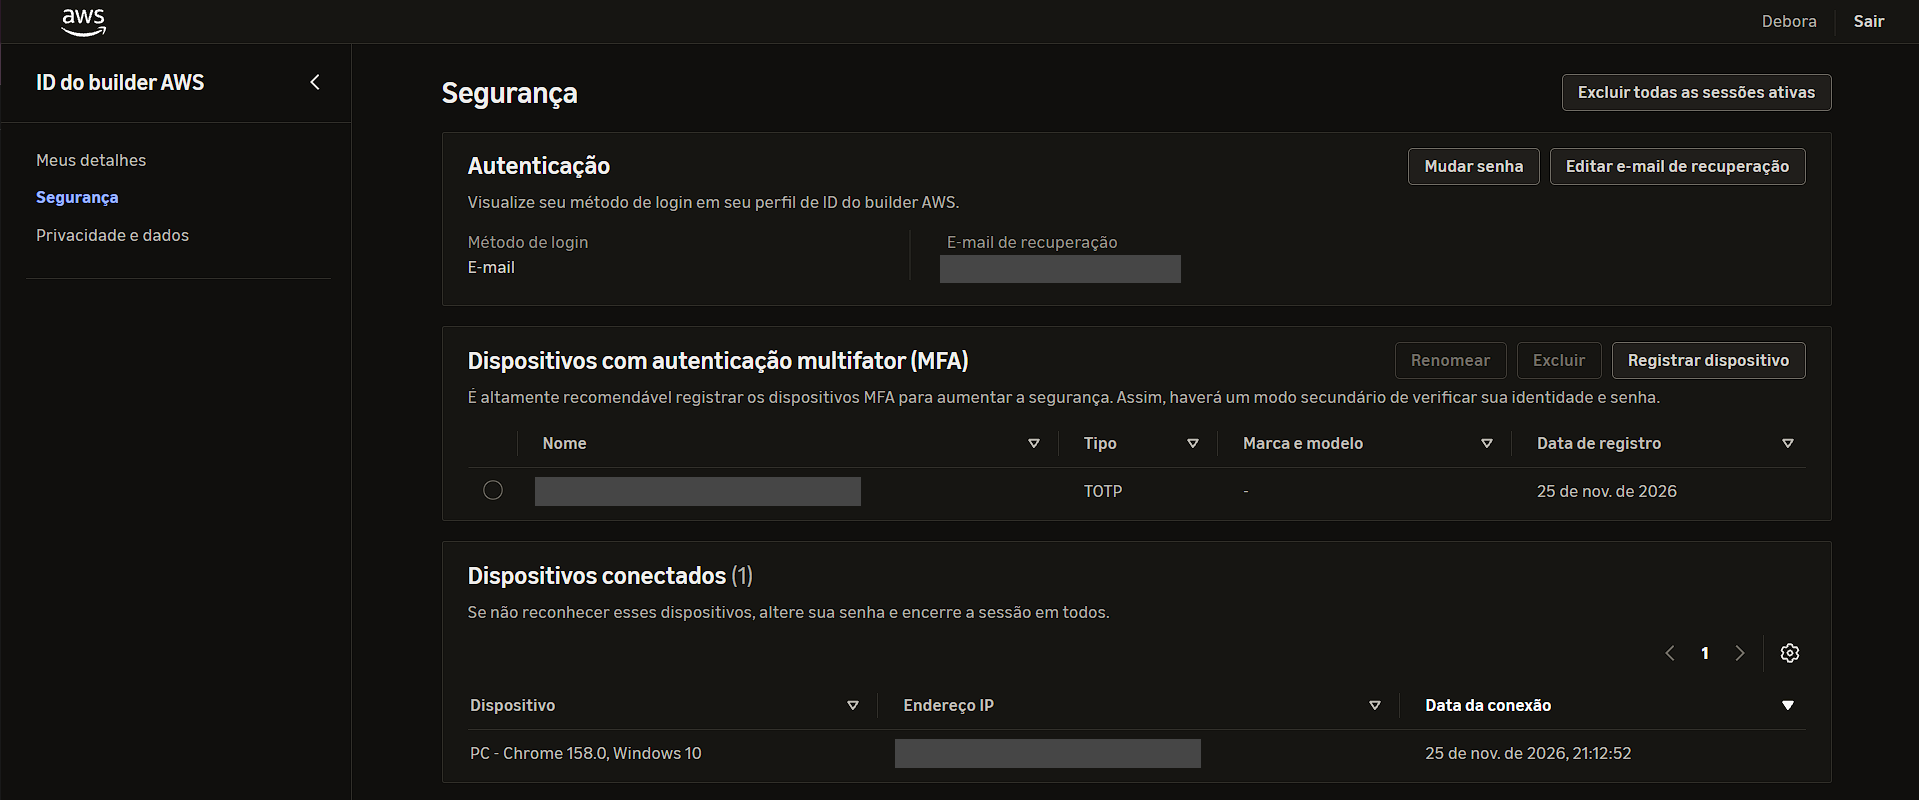 aws
Debora
Sair
ID do builder AWS
Meus detalhes
Segurança
Privacidade e dados
Segurança
Excluir todas as sessões ativas
Autenticação
Mudar senha
Editar e-mail de recuperação
Visualize seu método de login em seu perfil de ID do builder AWS.
Método de login
E-mail de recuperação
E-mail
Dispositivos com autenticação multifator (MFA)
Renomear
Excluir
Registrar dispositivo
É altamente recomendável registrar os dispositivos MFA para aumentar a segurança. Assim, haverá um modo secundário de verificar sua identidade e senha.
Nome
Tipo
Marca e modelo
Data de registro
TOTP
-
25 de nov. de 2026
Dispositivos conectados (1)
Se não reconhecer esses dispositivos, altere sua senha e encerre a sessão em todos.
1
Dispositivo
Endereço IP
Data da conexão
PC - Chrome 158.0, Windows 10
25 de nov. de 2026, 21:12:52